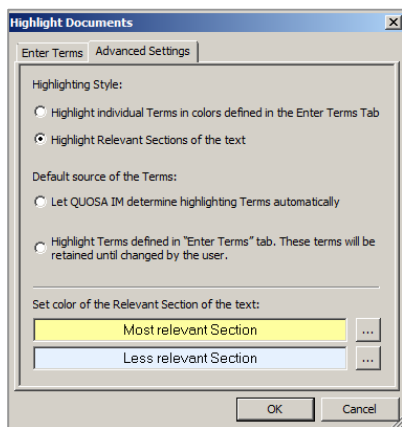 Highlight Documents
Enter Terms
Advanced Settings
Highlighting Style:
Highlight individual Terms in colors defined in the Enter Terms Tab
Highlight Relevant Sections of the text
Default source of the Terms:
Let QUOSA IM determine highlighting Terms automatically
Highlight Terms defined in "Enter Terms" tab. These terms will be
retained until changed by the user.
Set color of the Relevant Section of the text:
Most relevant Section
...
Less relevant Section
...
OK
Cancel